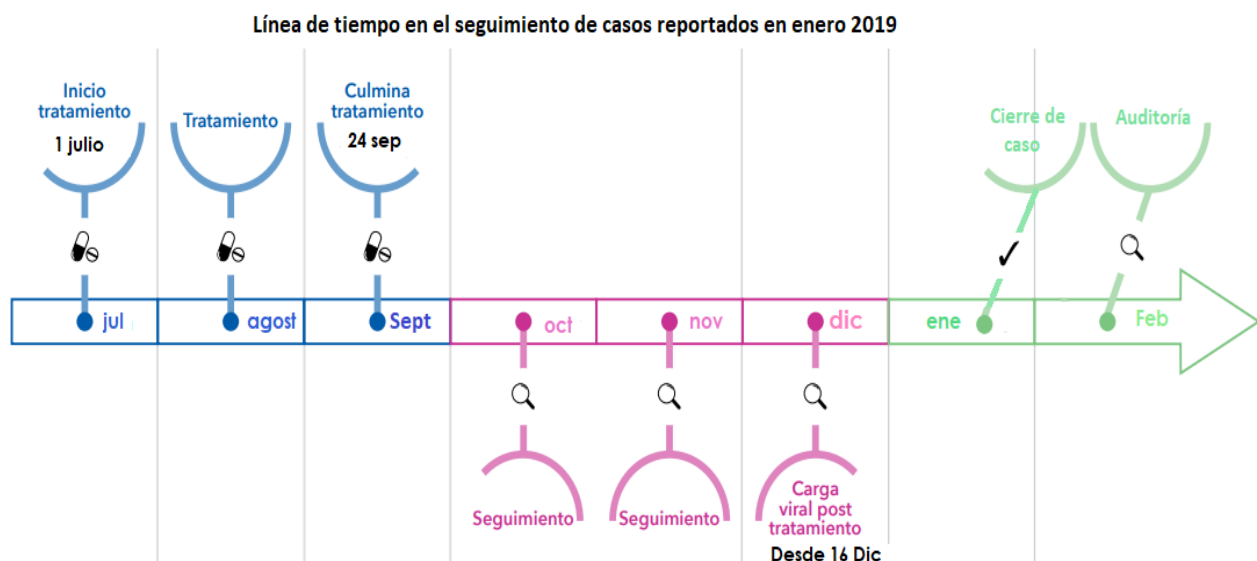 Línea de tiempo en el seguimiento de casos reportados en enero 2019
Inicio
tratamiento
1 julio
Tratamiento
Culmina
tratamiento
24 sep
Cierre de
caso
Auditoría
jul
agost
Sept
oct
nov
dic
ene
Feb
Seguimiento
Seguimiento
Carga
viral post
tratamiento
Desde 16 Dic